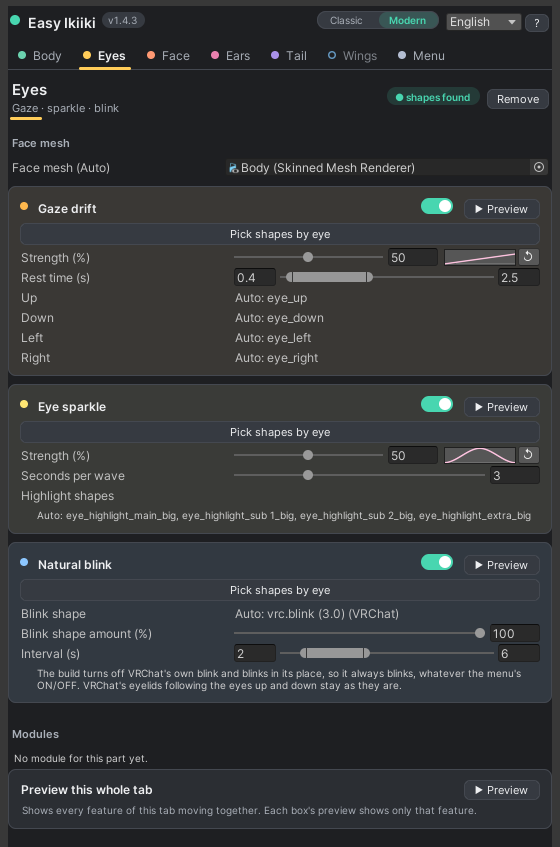 Easy Ikiiki v1.4.3 Classic Modern English ?
Body Eyes Face Ears Tail Wings Menu
Eyes
Gaze · sparkle · blink
shapes found Remove
Face mesh
Face mesh (Auto) Body (Skinned Mesh Renderer)
Gaze drift Preview
Pick shapes by eye
Strength (%) 50
Rest time (s) 0.4 2.5
Up Auto: eye_up
Down Auto: eye_down
Left Auto: eye_left
Right Auto: eye_right
Eye sparkle Preview
Pick shapes by eye
Strength (%) 50
Seconds per wave 3
Highlight shapes
Auto: eye_highlight_main_big, eye_highlight_sub 1_big, eye_highlight_sub 2_big, eye_highlight_extra_big
Natural blink Preview
Pick shapes by eye
Blink shape Auto: vrc.blink (3.0) (VRChat)
Blink shape amount (%) 100
Interval (s) 2 6
The build turns off VRChat's own blink and blinks in its place, so it always blinks, whatever the menu's
ON/OFF. VRChat's eyelids following the eyes up and down stay as they are.
Modules
No module for this part yet.
Preview this whole tab Preview
Shows every feature of this tab moving together. Each box's preview shows only that feature.